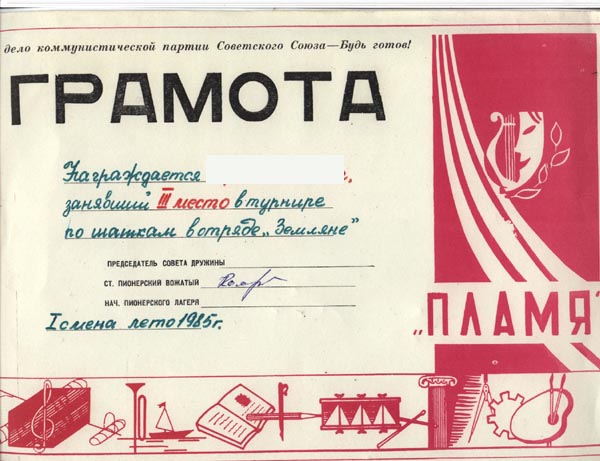 дело коммунистической партии Советского Союза—Будь готов!
ГРАМОТА
Награждается
занявший III место в турнире
по шашкам в отряде „Земляне"
ПРЕДСЕДАТЕЛЬ СОВЕТА ДРУЖИНЫ
СТ. ПИОНЕРСКИЙ ВОЖАТЫЙ
НАЧ. ПИОНЕРСКОГО ЛАГЕРЯ
I смена лето 1985г.
„ПЛАМЯ"